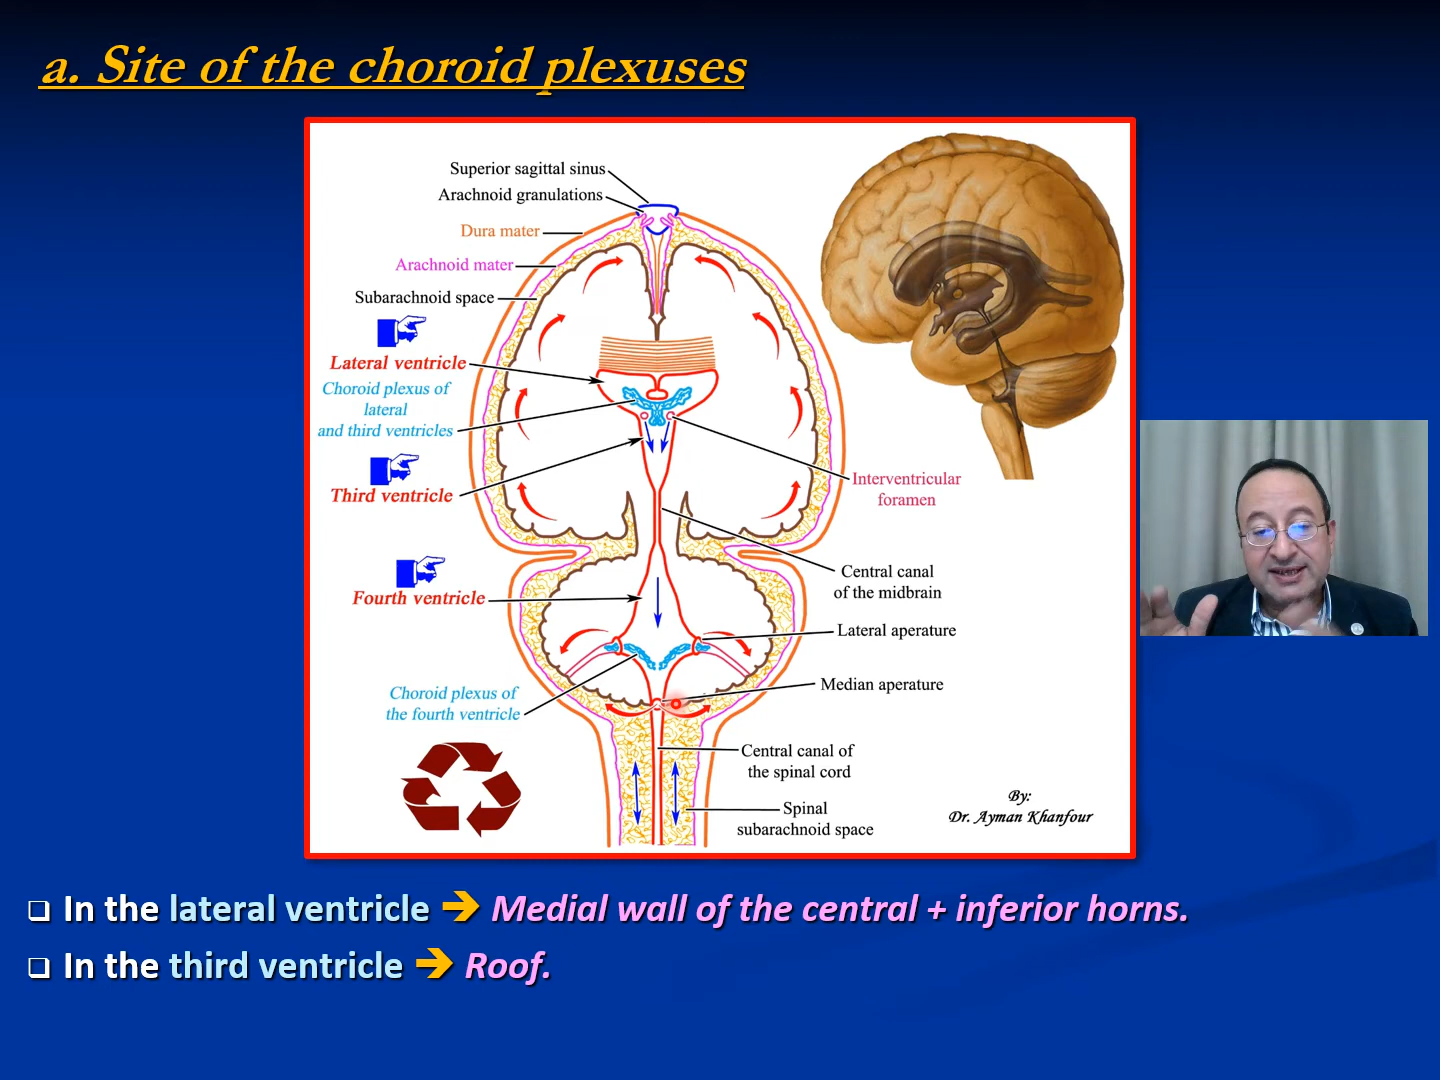 a. Site of the choroid plexuses
Superior sagittal sinus
Arachnoid granulations
Dura mater
Arachnoid mater
Subarachnoid space
Lateral ventricle
Choroid plexus of
lateral
and third ventricles
Third ventricle
Interventricular
foramen
Fourth ventricle
Central canal
of the midbrain
Lateral aperature
Median aperature
Choroid plexus of
the fourth ventricle
Central canal of
the spinal cord
Spinal
subarachnoid space
By:
Dr. Ayman Khanfour
In the lateral ventricle ➔ Medial wall of the central + inferior horns.
In the third ventricle ➔ Roof.